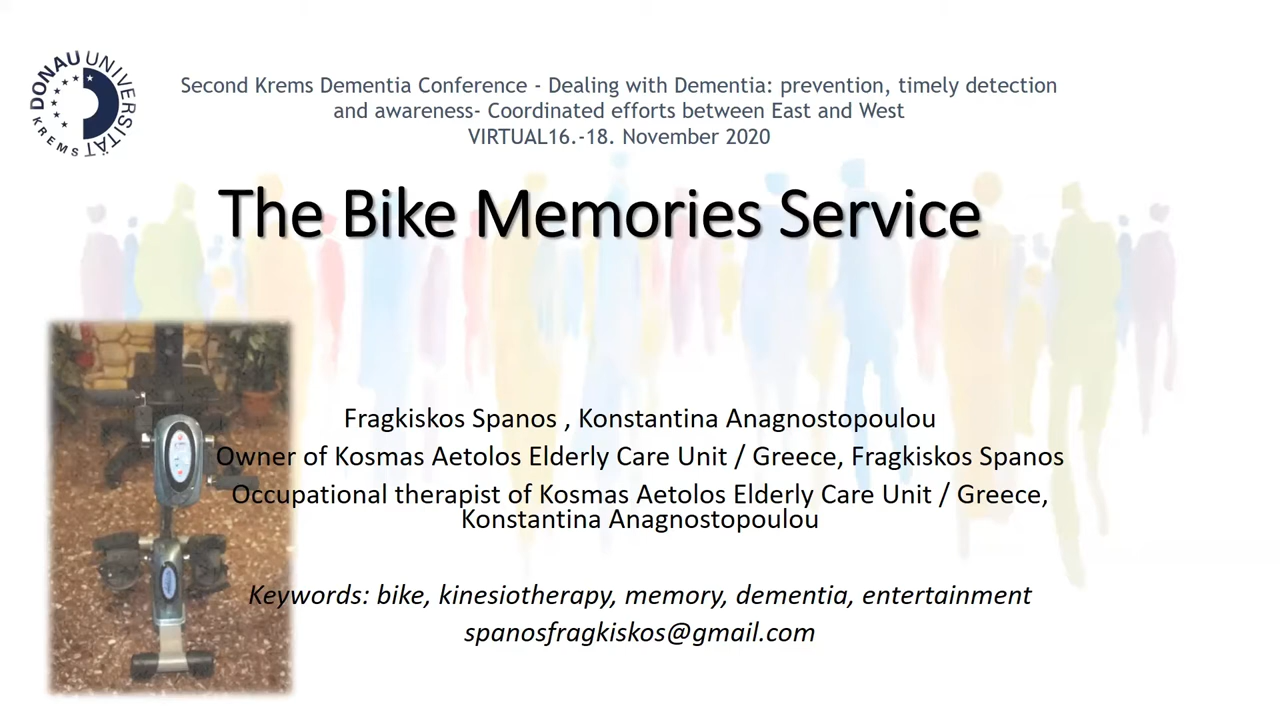 DONAU UNIVERSITÄT KREMS
Second Krems Dementia Conference - Dealing with Dementia: prevention, timely detection
and awareness- Coordinated efforts between East and West
VIRTUAL16.-18. November 2020
The Bike Memories Service
Fragkiskos Spanos , Konstantina Anagnostopoulou
Owner of Kosmas Aetolos Elderly Care Unit / Greece, Fragkiskos Spanos
Occupational therapist of Kosmas Aetolos Elderly Care Unit / Greece,
Konstantina Anagnostopoulou
Keywords: bike, kinesiotherapy, memory, dementia, entertainment
spanosfragkiskos@gmail.com